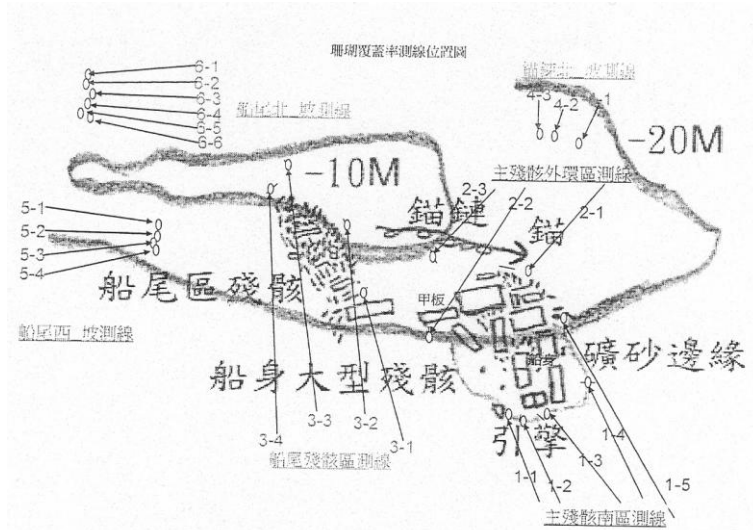 珊瑚覆蓋率測線位置圖
6-1
6-2
6-3
6-4
6-5
6-6
船尾北_坡測線
4-3
4-2
-1
-20M
-10M
主殘骸外環區測線
2-3
2-2
2-1
錨鏈
錨
5-1
5-2
5-3
5-4
船尾區殘骸
甲板
船尾西_坡測線
船身大型殘骸
礦砂邊緣
引擎
3-4
3-3
3-2
3-1
船尾殘骸區測線
1-1
1-2
1-3
1-4
1-5
主殘骸南區測線